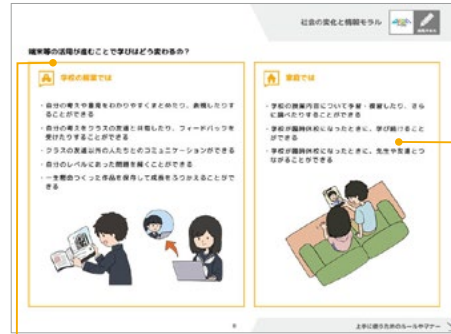 社会の変化と情報モラル
端末等の活用が進むことで学びはどう変わるの？
学校の授業では
・自分の考えや意見をわかりやすくまとめたり、表現したりす
ることができる
・自分の考えをクラスの友達と共有したり、フィードバックを
受けたりすることができる
・クラスの友達以外の人たちとのコミュニケーションができる
・自分のレベルにあった問題を解くことができる
・一生懸命つくった作品を保存して成長をふりかえることがで
きる
家庭では
・学校の授業内容について予習・復習したり、さら
に調べたりすることができる
・学校が臨時休校になったときに、学び続けること
ができる
・学校が臨時休校になったときに、先生や友達とつ
ながることができる
上手に使うためのルールやマナー